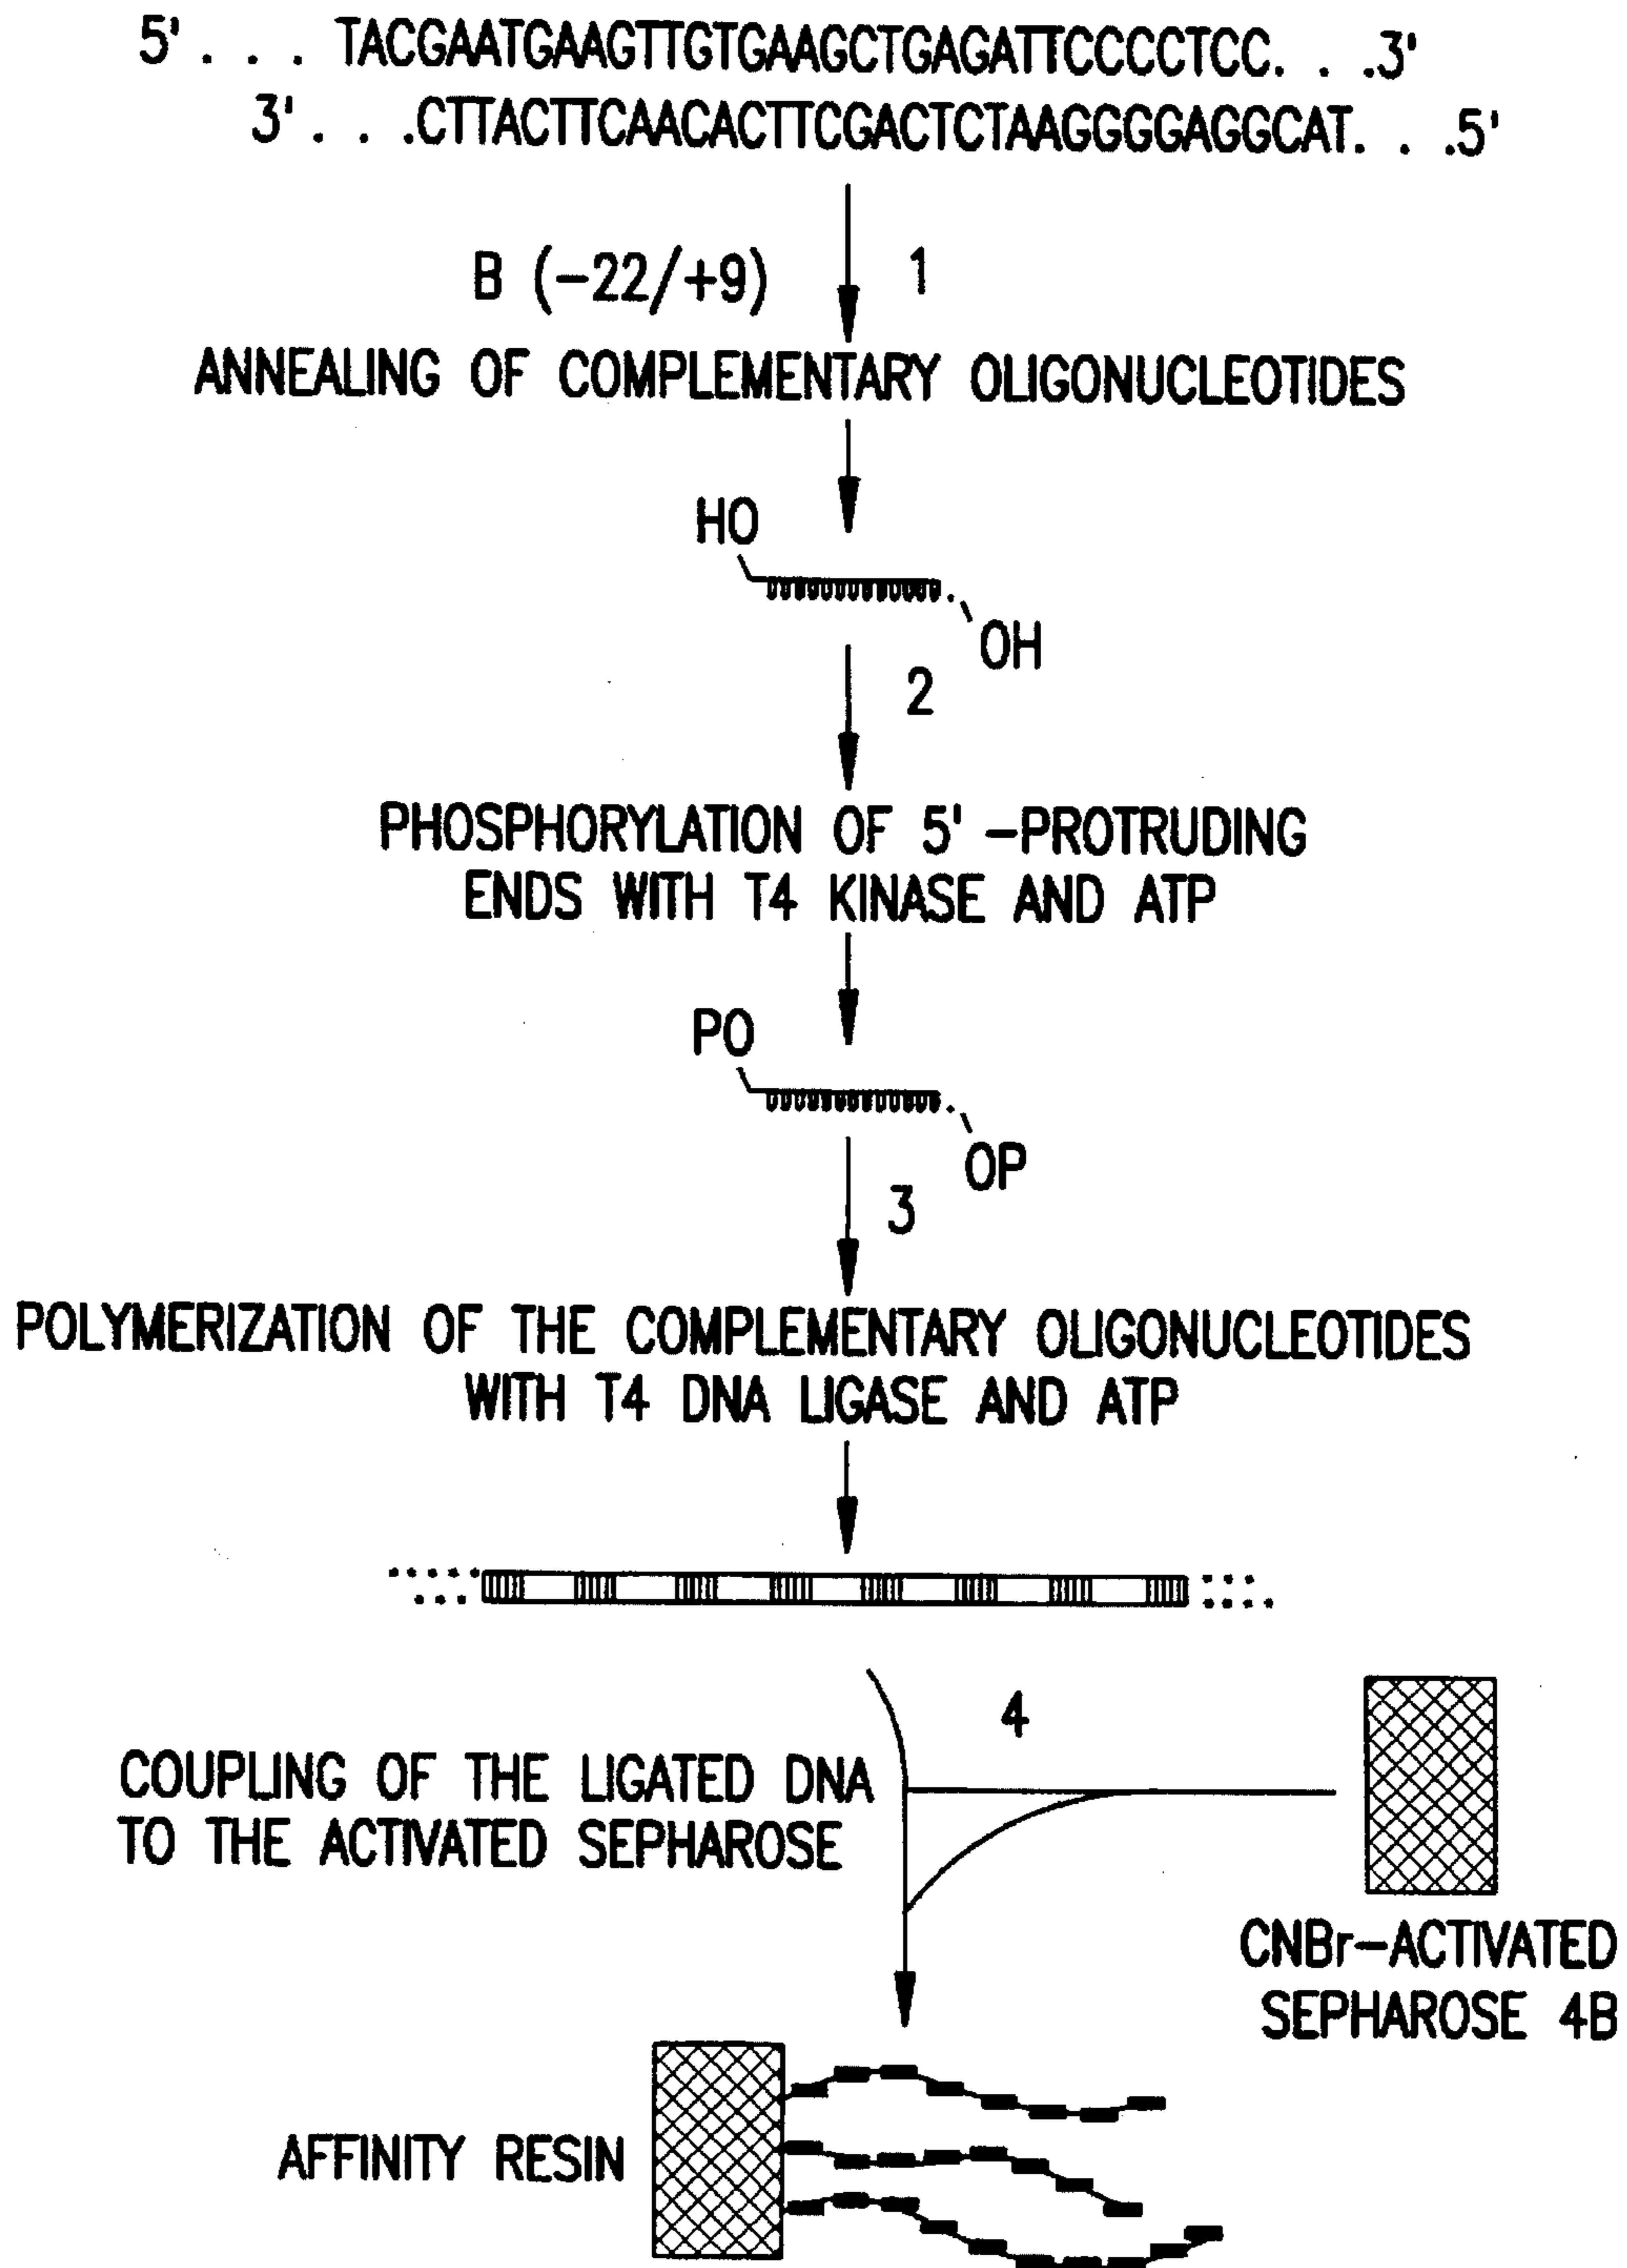 5' . . . TACGAATGAAGTTGTGAAGCTGAGATTCCCCTCC. . .3'
3'. . .CTTACTTCAACACTTCGACTCTAAGGGGAGGCAT. . .5'
B (-22/+9) 1
ANNEALING OF COMPLEMENTARY OLIGONUCLEOTIDES
HO
OH
2
PHOSPHORYLATION OF 5' -PROTRUDING
ENDS WITH T4 KINASE AND ATP
PO
OP
3
POLYMERIZATION OF THE COMPLEMENTARY OLIGONUCLEOTIDES
WITH T4 DNA LIGASE AND ATP
4
COUPLING OF THE LIGATED DNA
TO THE ACTIVATED SEPHAROSE
CNBr-ACTIVATED
SEPHAROSE 4B
AFFINITY RESIN